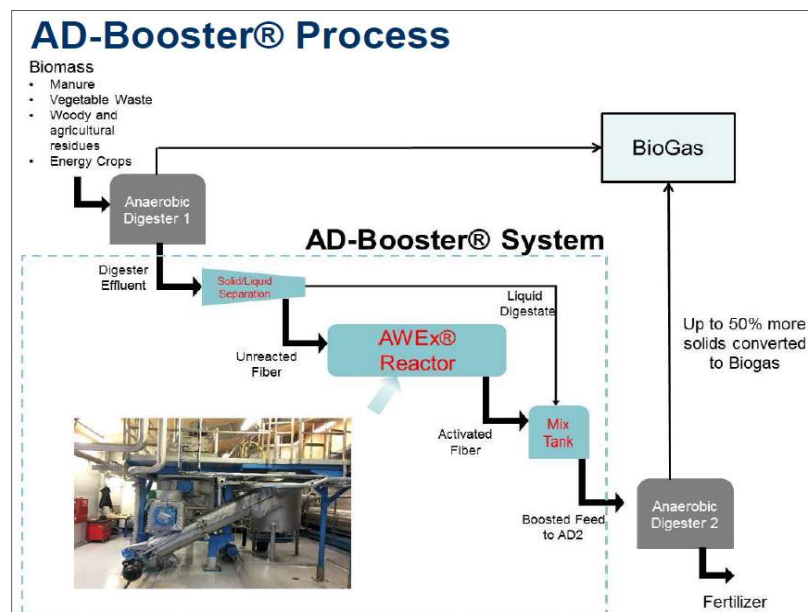 AD-Booster® Process
Biomass
• Manure
• Vegetable Waste
• Woody and
agricultural
residues
• Energy Crops
BioGas
Anaerobic
Digester 1
AD-Booster® System
Digester
Effluent
Solid/Liquid
Separation
Liquid
Digestate
Up to 50% more
solids converted
to Biogas
Unreacted
Fiber
AWEx®
Reactor
Activated
Fiber
Mix
Tank
Boosted Feed
to AD2
Anaerobic
Digester 2
Fertilizer